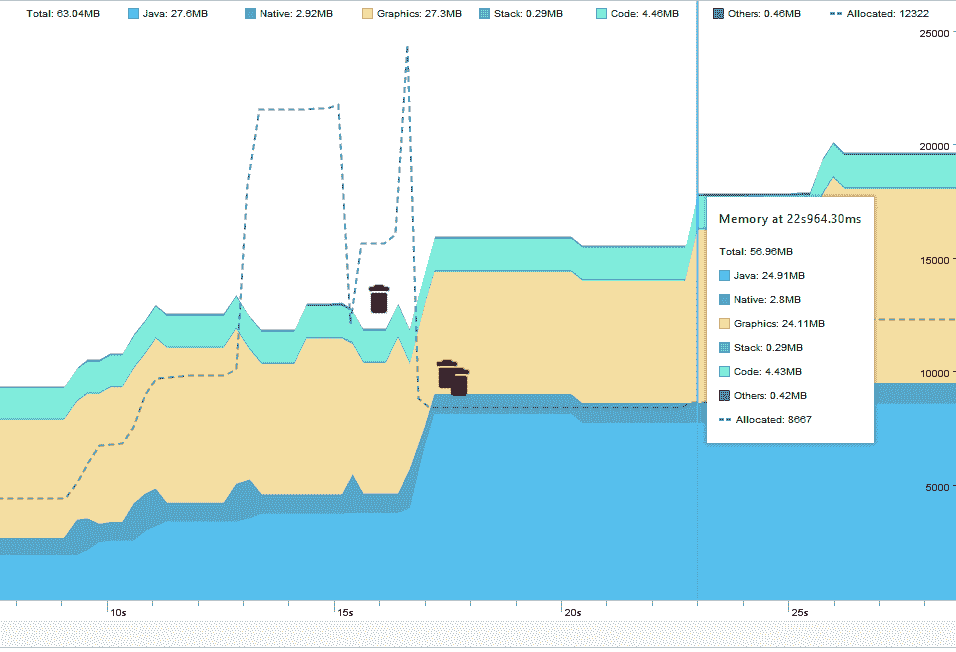 Total: 63.04MB Java: 27.6MB Native: 2.92MB Graphics: 27.3MB Stack: 0.29MB Code: 4.46MB Others: 0.46MB Allocated: 12322
25000
20000
Memory at 22s964.30ms
Total: 56.96MB
15000
Java: 24.91MB
Native: 2.8MB
Graphics: 24.11MB
Stack: 0.29MB
Code: 4.43MB
10000
Others: 0.42MB
Allocated: 8667
5000
10s 15s 20s 25s